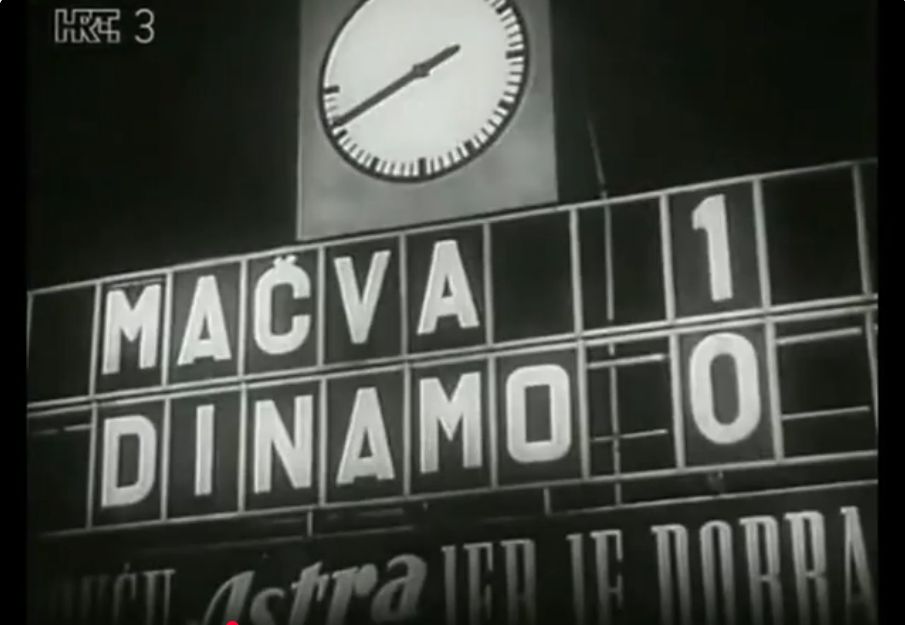 HRT 3
MAČVA 1
DINAMO 0
Astra JER JE DOBRA